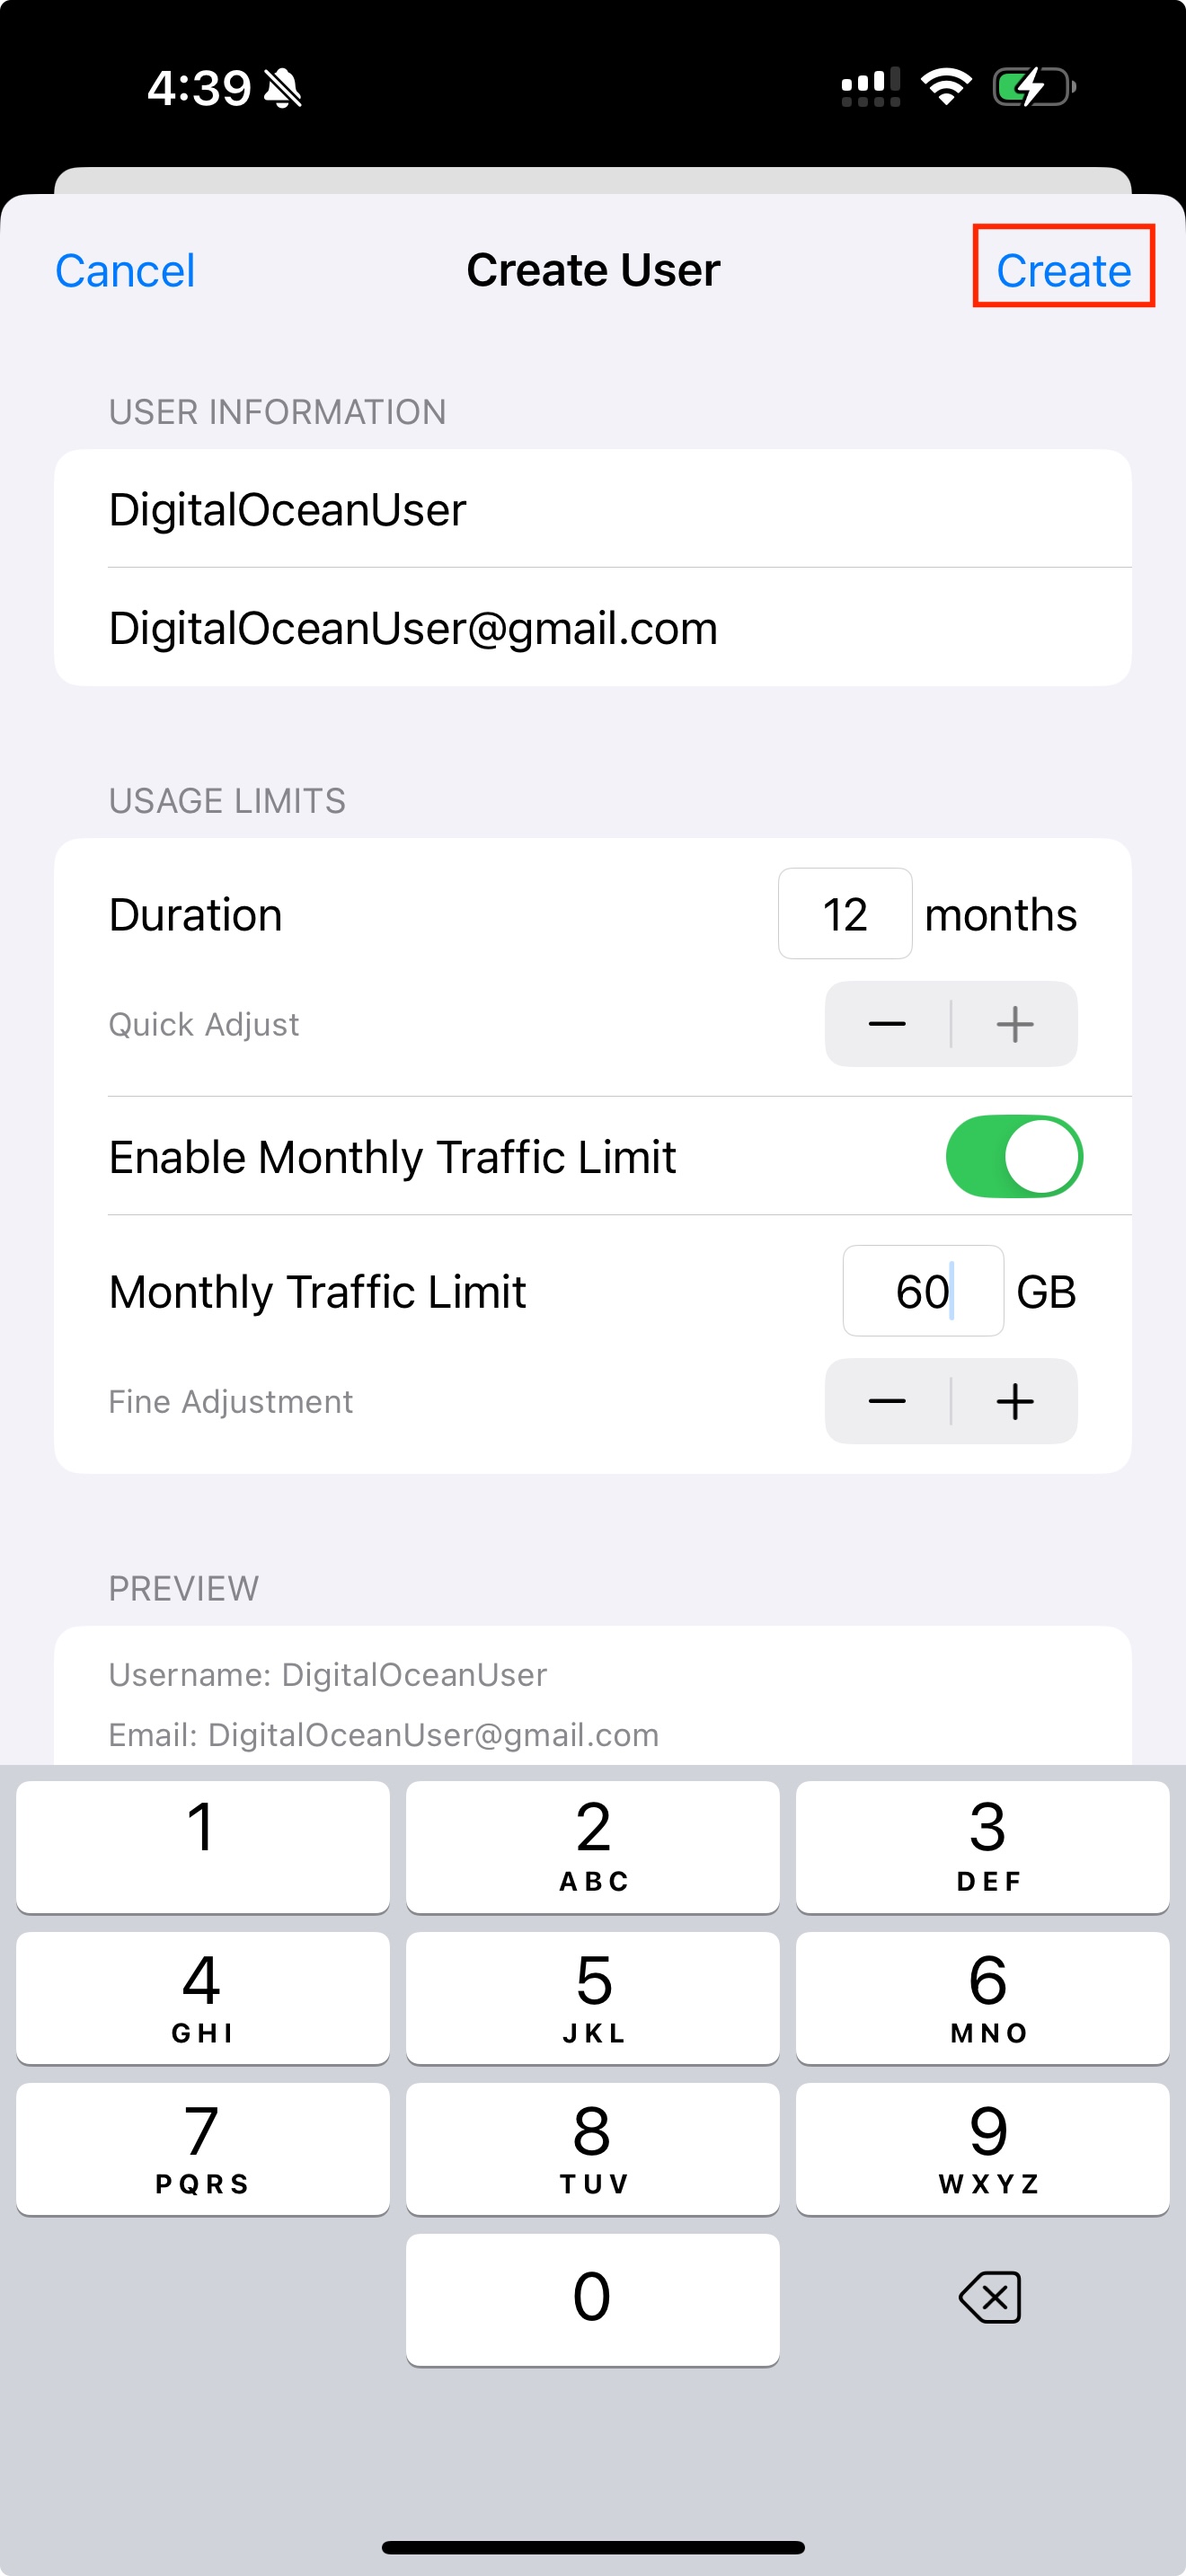 4:39
Cancel Create User Create
USER INFORMATION
DigitalOceanUser
DigitalOceanUser@gmail.com
USAGE LIMITS
Duration 12 months
Quick Adjust
Enable Monthly Traffic Limit
Monthly Traffic Limit 60 GB
Fine Adjustment
PREVIEW
Username: DigitalOceanUser
Email: DigitalOceanUser@gmail.com
1 2 3
ABC DEF
4 5 6
GHI JKL MNO
7 8 9
PQRS TUV WXYZ
0